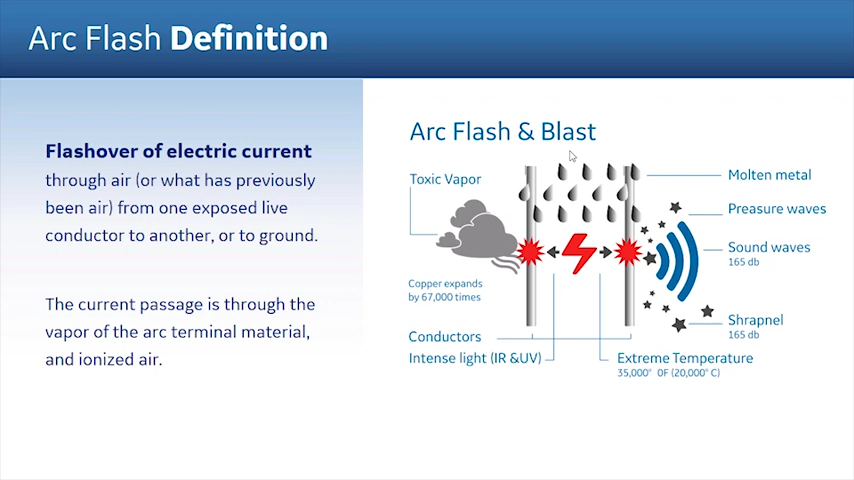 Arc Flash Definition
Flashover of electric current
through air (or what has previously
been air) from one exposed live
conductor to another, or to ground.
The current passage is through the
vapor of the arc terminal material,
and ionized air.
Arc Flash & Blast
Toxic Vapor
Molten metal
Preasure waves
Sound waves
165 db
Copper expands
by 67,000 times
Shrapnel
165 db
Conductors
Intense light (IR &UV)
Extreme Temperature
35,000° 0F (20,000° C)